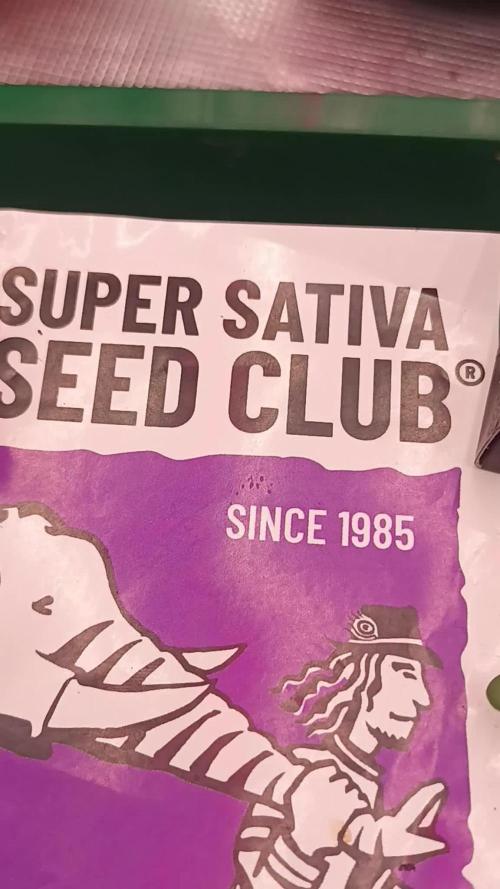 SUPER SATIVA
SEED CLUB®
SINCE 1985